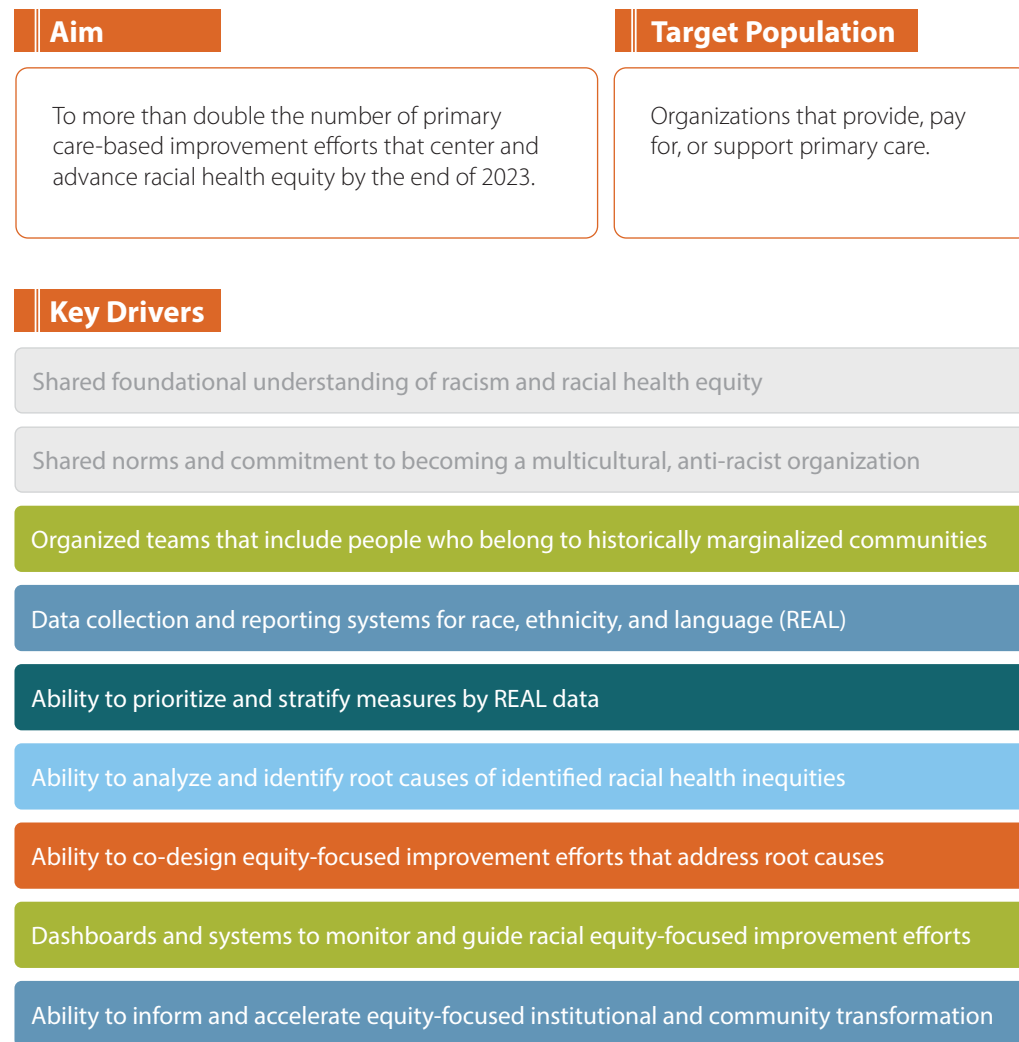 Aim
To more than double the number of primary
care-based improvement efforts that center and
advance racial health equity by the end of 2023.
Target Population
Organizations that provide, pay
for, or support primary care.
Key Drivers
Shared foundational understanding of racism and racial health equity
Shared norms and commitment to becoming a multicultural, anti-racist organization
Organized teams that include people who belong to historically marginalized communities
Data collection and reporting systems for race, ethnicity, and language (REAL)
Ability to prioritize and stratify measures by REAL data
Ability to analyze and identify root causes of identified racial health inequities
Ability to co-design equity-focused improvement efforts that address root causes
Dashboards and systems to monitor and guide racial equity-focused improvement efforts
Ability to inform and accelerate equity-focused institutional and community transformation